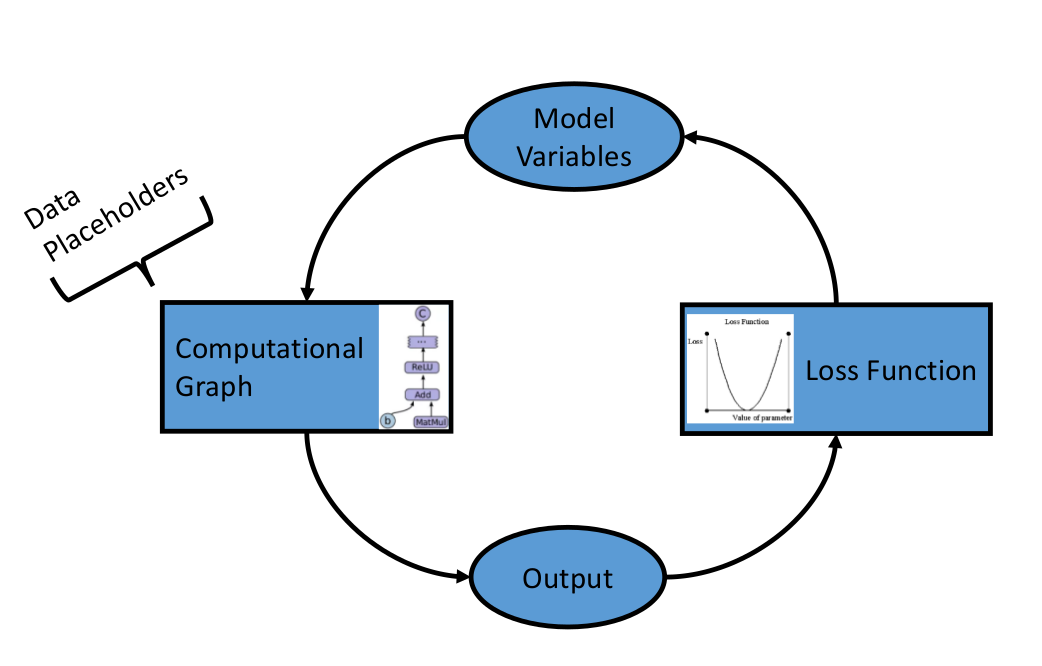 Model
Variables
Data
Placeholders
Computational
Graph
C
...
ReLU
Add
b
MatMul
Loss Function
Loss
Value of parameter
Loss Function
Output